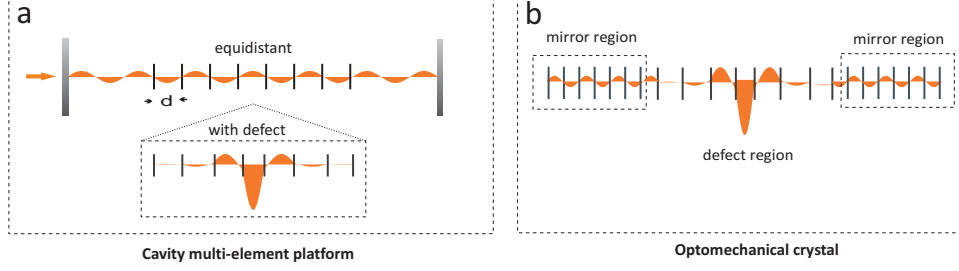 a
equidistant
d
with defect
Cavity multi-element platform
b
mirror region
mirror region
defect region
Optomechanical crystal